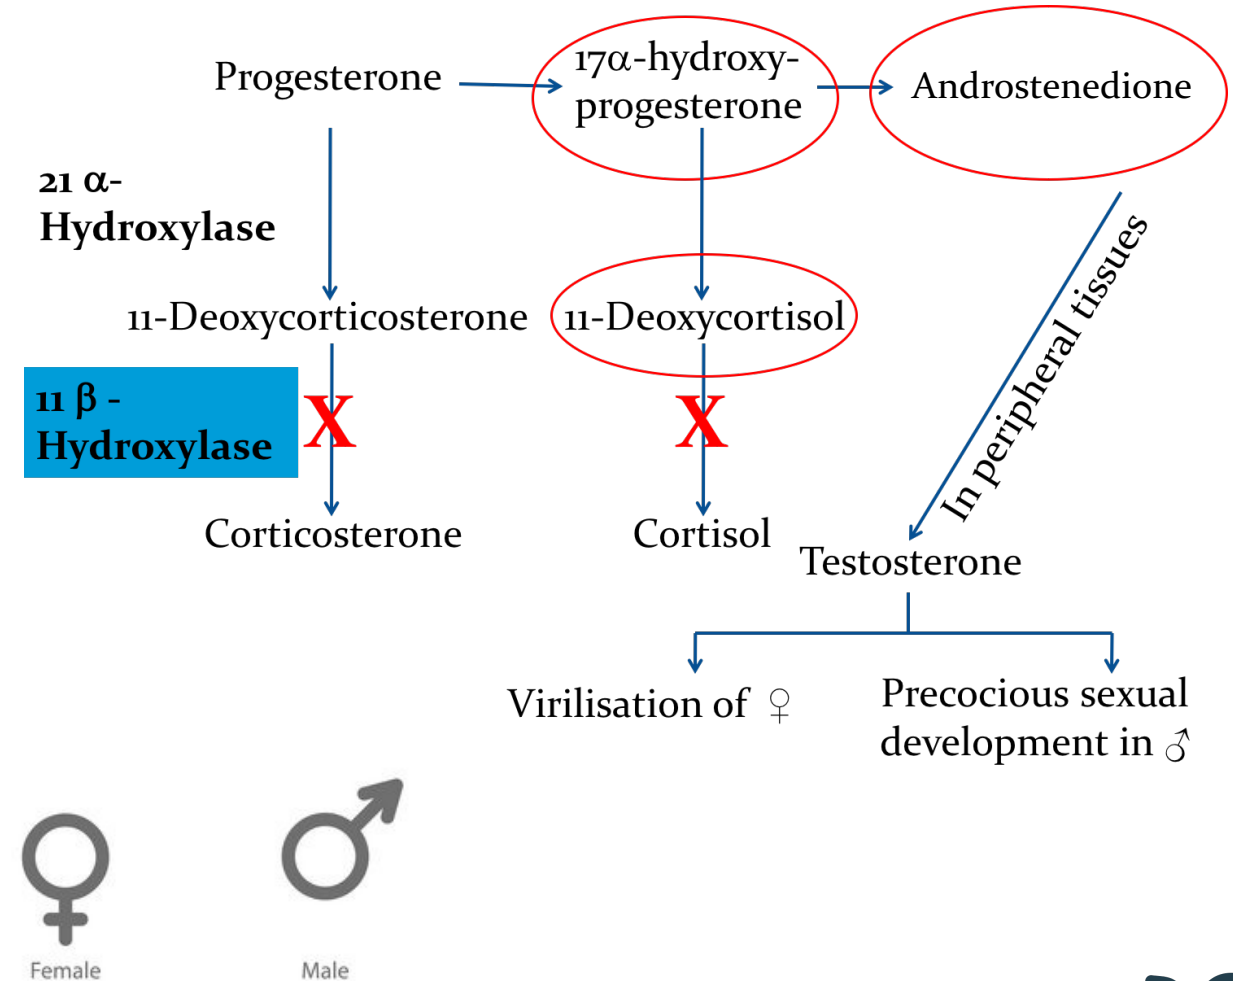 Progesterone
17α-hydroxy-
progesterone
Androstenedione
21 α-
Hydroxylase
In peripheral tissues
11-Deoxycorticosterone
11-Deoxycortisol
11 β -
Hydroxylase
X
X
Corticosterone
Cortisol
Testosterone
Virilisation of ♀
Precocious sexual
development in ♂
Female
Male